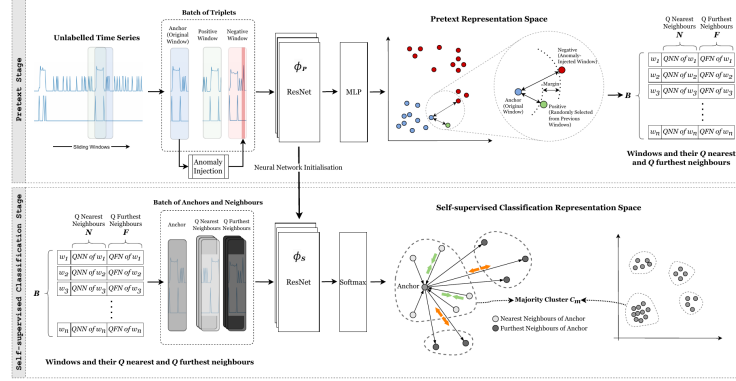 Pretext Stage
Unlabelled Time Series
Sliding Windows
Batch of Triplets
Anchor
(Original
Window)
Positive
Window
Negative
Window
Anomaly
Injection
ϕP
ResNet
MLP
Neural Network Initialisation
Pretext Representation Space
Negative
(Anomaly-
Injected Window)
Margin
Anchor
(Original
Window)
Positive
(Randomly Selected
from Previous
Windows)
Q Nearest
Neighbours
N
Q Furthest
Neighbours
F
B
w1 QNN of w1 QFN of w1
w2 QNN of w2 QFN of w2
w3 QNN of w3 QFN of w3
wn QNN of wn QFN of wn
Windows and their Q nearest
and Q furthest neighbours
Self-supervised Classification Stage
Q Nearest
Neighbours
N
Q Furthest
Neighbours
F
B
w1 QNN of w1 QFN of w1
w2 QNN of w2 QFN of w2
w3 QNN of w3 QFN of w3
wn QNN of wn QFN of wn
Windows and their Q nearest and Q furthest neighbours
Batch of Anchors and Neighbours
Anchor
Q Nearest
Neighbours
Q Furthest
Neighbours
ϕS
ResNet
Softmax
Self-supervised Classification Representation Space
Anchor
Majority Cluster Cm
Nearest Neighbours of Anchor
Furthest Neighbours of Anchor